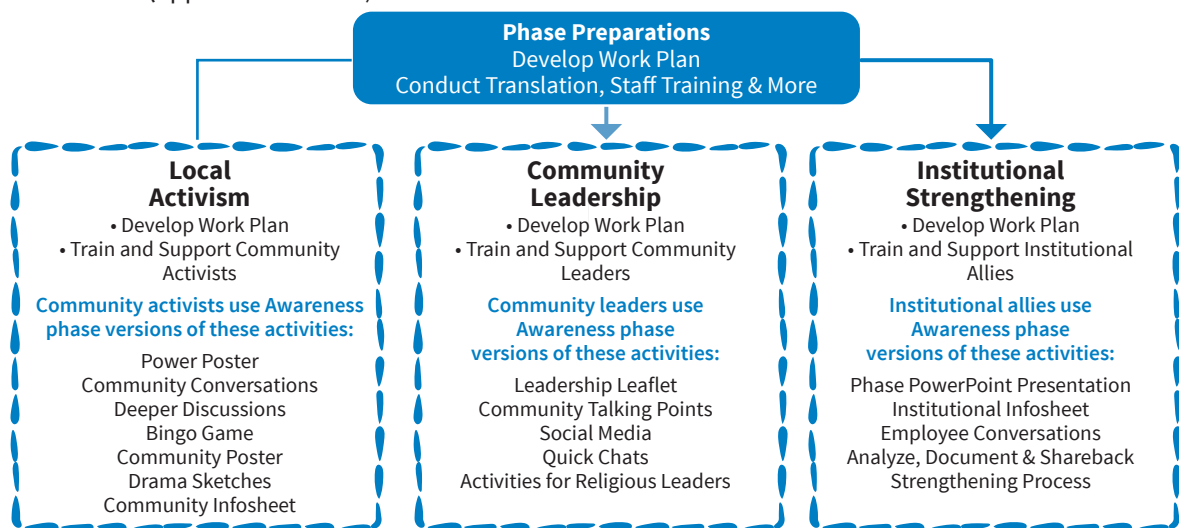 Phase Preparations
Develop Work Plan
Conduct Translation, Staff Training & More
Local
Activism
• Develop Work Plan
• Train and Support Community
Activists
Community activists use Awareness
phase versions of these activities:
Power Poster
Community Conversations
Deeper Discussions
Bingo Game
Community Poster
Drama Sketches
Community Infosheet
Community
Leadership
• Develop Work Plan
• Train and Support Community
Leaders
Community leaders use
Awareness phase
versions of these activities:
Leadership Leaflet
Community Talking Points
Social Media
Quick Chats
Activities for Religious Leaders
Institutional
Strengthening
• Develop Work Plan
• Train and Support Institutional
Allies
Institutional allies use
Awareness phase
versions of these activities:
Phase PowerPoint Presentation
Institutional Infosheet
Employee Conversations
Analyze, Document & Shareback
Strengthening Process